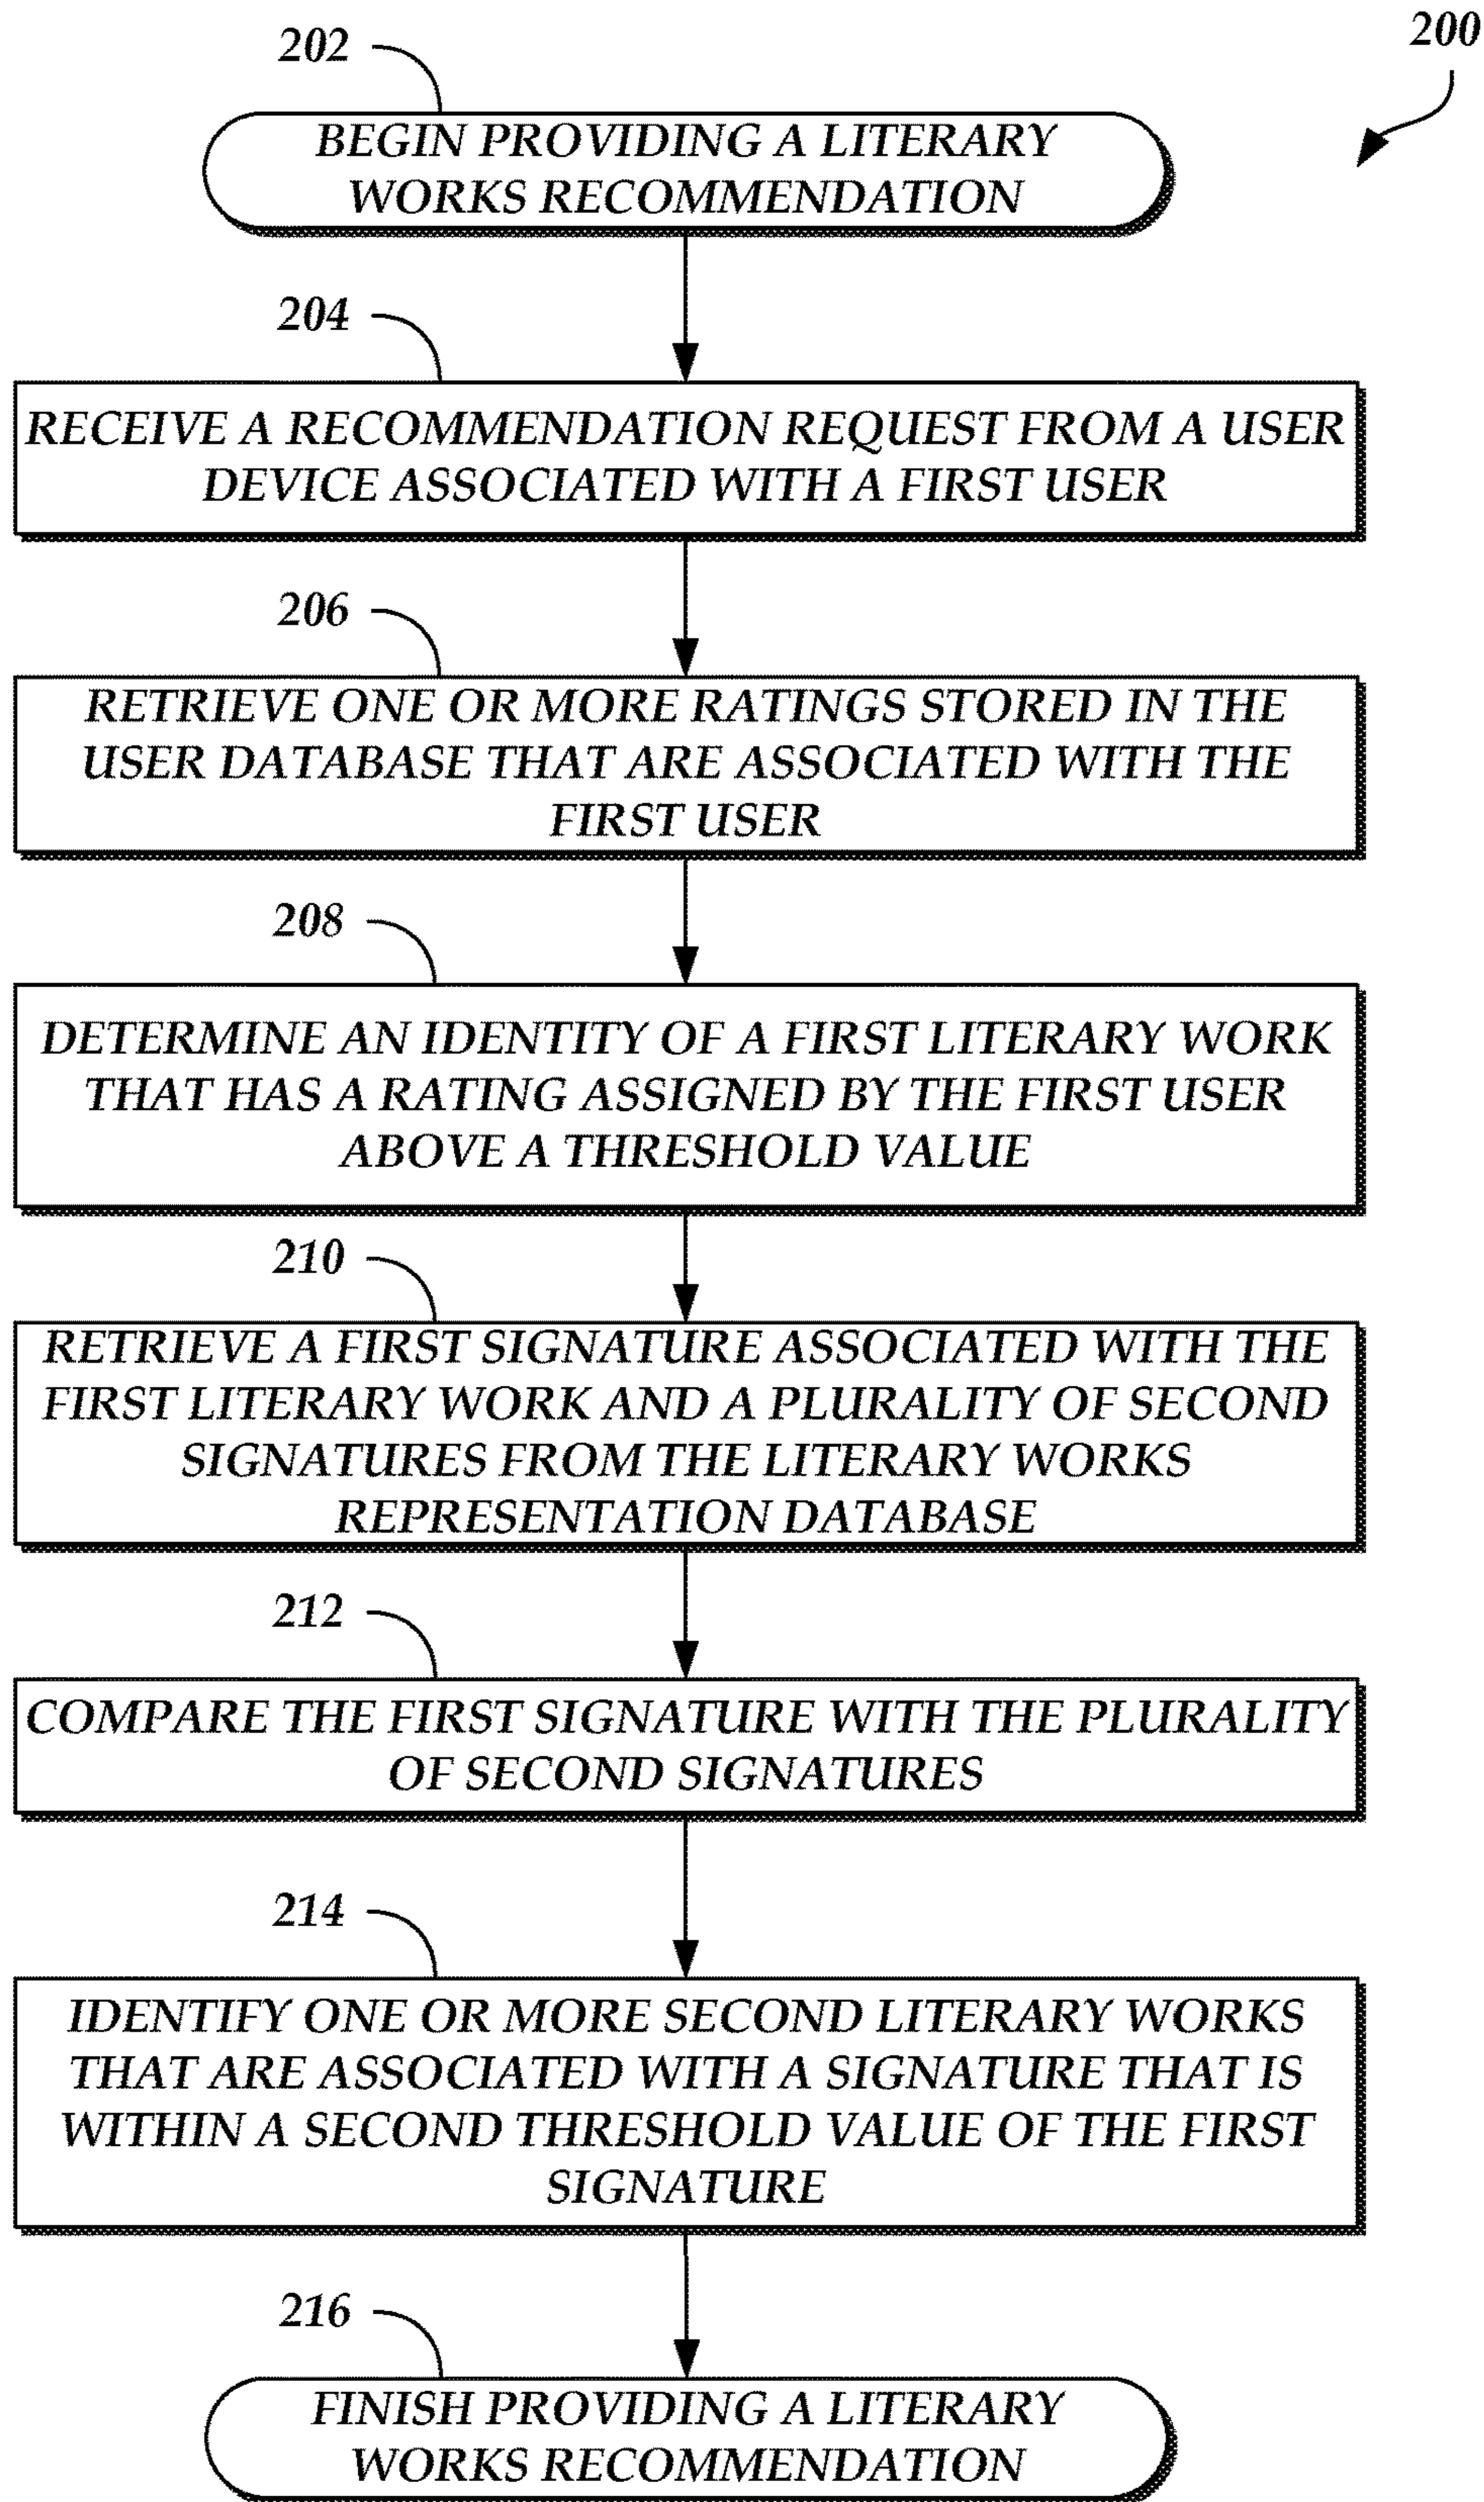 200
202
BEGIN PROVIDING A LITERARY
WORKS RECOMMENDATION
204
RECEIVE A RECOMMENDATION REQUEST FROM A USER
DEVICE ASSOCIATED WITH A FIRST USER
206
RETRIEVE ONE OR MORE RATINGS STORED IN THE
USER DATABASE THAT ARE ASSOCIATED WITH THE
FIRST USER
208
DETERMINE AN IDENTITY OF A FIRST LITERARY WORK
THAT HAS A RATING ASSIGNED BY THE FIRST USER
ABOVE A THRESHOLD VALUE
210
RETRIEVE A FIRST SIGNATURE ASSOCIATED WITH THE
FIRST LITERARY WORK AND A PLURALITY OF SECOND
SIGNATURES FROM THE LITERARY WORKS
REPRESENTATION DATABASE
212
COMPARE THE FIRST SIGNATURE WITH THE PLURALITY
OF SECOND SIGNATURES
214
IDENTIFY ONE OR MORE SECOND LITERARY WORKS
THAT ARE ASSOCIATED WITH A SIGNATURE THAT IS
WITHIN A SECOND THRESHOLD VALUE OF THE FIRST
SIGNATURE
216
FINISH PROVIDING A LITERARY
WORKS RECOMMENDATION